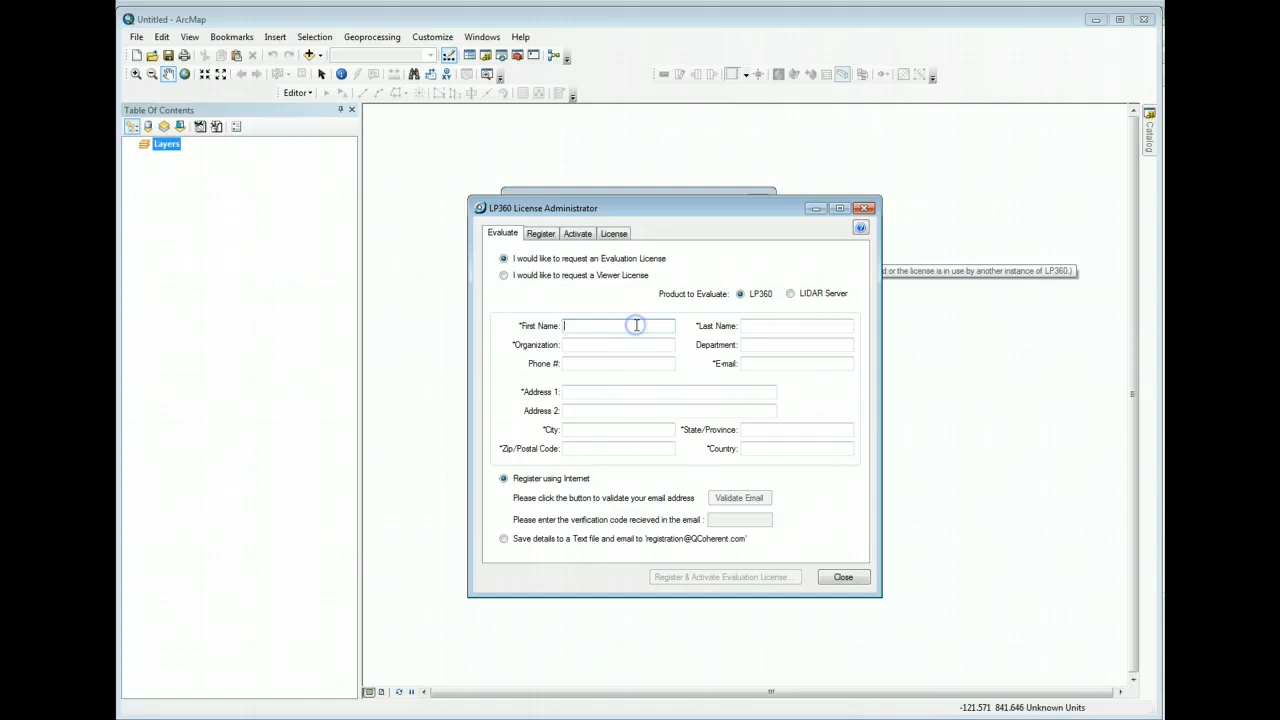 Untitled - ArcMap
File Edit View Bookmarks Insert Selection Geoprocessing Customize Windows Help
Editor
Table Of Contents
Layers
Catalog
LP360 License Administrator
Evaluate Register Activate License
I would like to request an Evaluation License
I would like to request a Viewer License
d or the license is in use by another instance of LP360.)
Product to Evaluate: LP360 LIDAR Server
*First Name: *Last Name:
*Organization: Department:
Phone #: *E-mail:
*Address 1:
Address 2:
*City: *State/Province:
*Zip/Postal Code: *Country:
Register using Internet
Please click the button to validate your email address Validate Email
Please enter the verification code recieved in the email :
Save details to a Text file and email to 'registration@QCoherent.com'
Register & Activate Evaluation License... Close
-121.571 841.646 Unknown Units